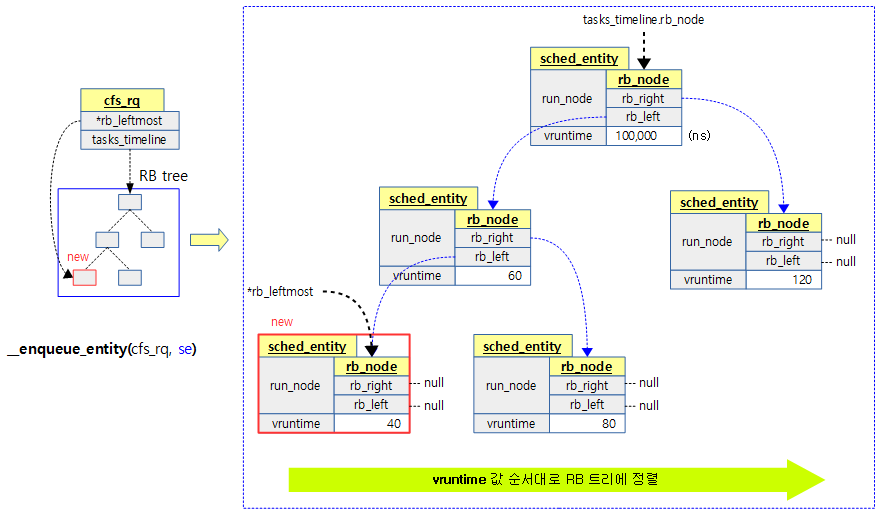 cfs_rq
*rb_leftmost
tasks_timeline
RB tree
new
__enqueue_entity(cfs_rq, se)
tasks_timeline.rb_node
sched_entity
rb_node
run_node
rb_right
rb_left
vruntime 100,000 (ns)
sched_entity
rb_node
run_node
rb_right
rb_left
vruntime 60
sched_entity
rb_node
run_node
rb_right null
rb_left null
vruntime 120
*rb_leftmost
new
sched_entity
rb_node
run_node
rb_right null
rb_left null
vruntime 40
sched_entity
rb_node
run_node
rb_right null
rb_left null
vruntime 80
vruntime 값 순서대로 RB 트리에 정렬